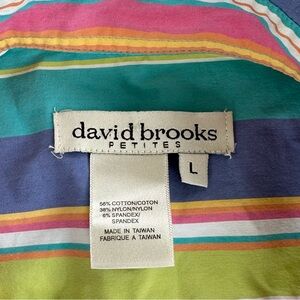 david brooks
PETITES
L
56% COTTON/COTON
38% NYLON/NYLON
6% SPANDEX/
SPANDEX
MADE IN TAIWAN
FABRIQUE A TAIWAN